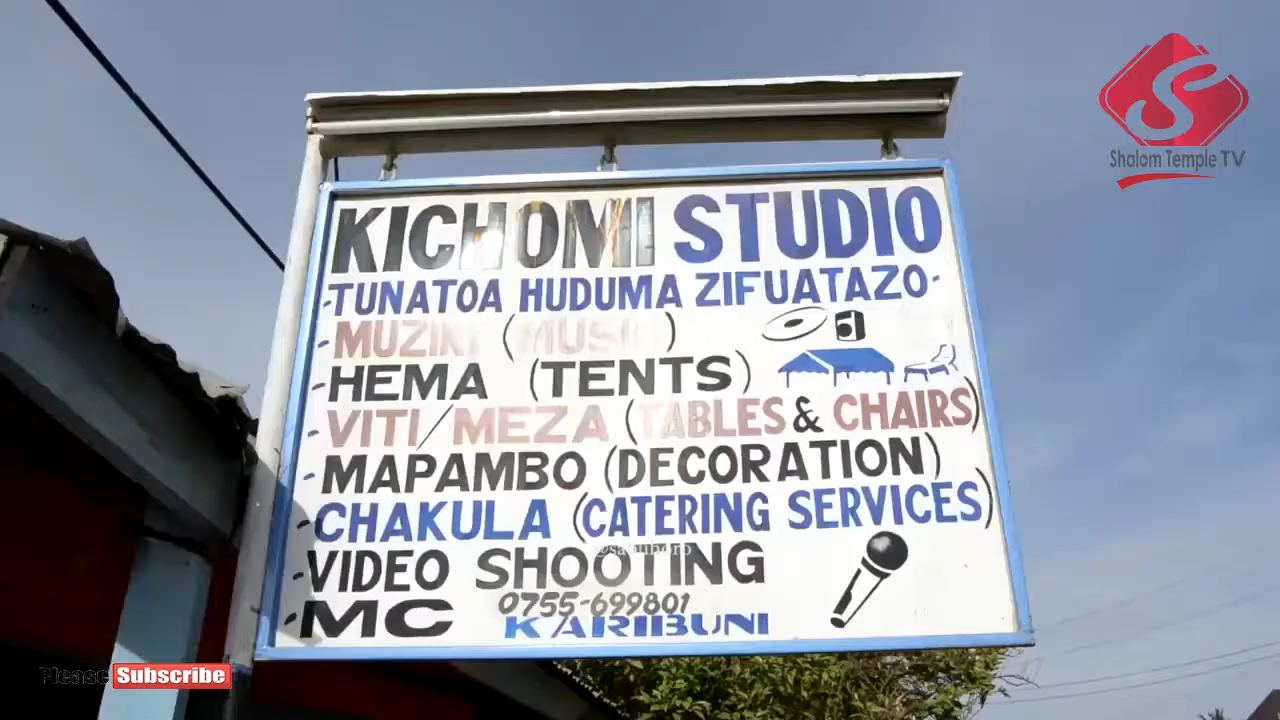 Shalom Temple TV
KICHOMI STUDIO
-TUNATOA HUDUMA ZIFUATAZO-
-MUZIKI (MUSIC)
-HEMA (TENTS)
-VITI/MEZA (TABLES & CHAIRS)
-MAPAMBO (DECORATION)
-CHAKULA (CATERING SERVICES)
-VIDEO SHOOTING
-MC 0755-699801
KARIBUNI
Please Subscribe